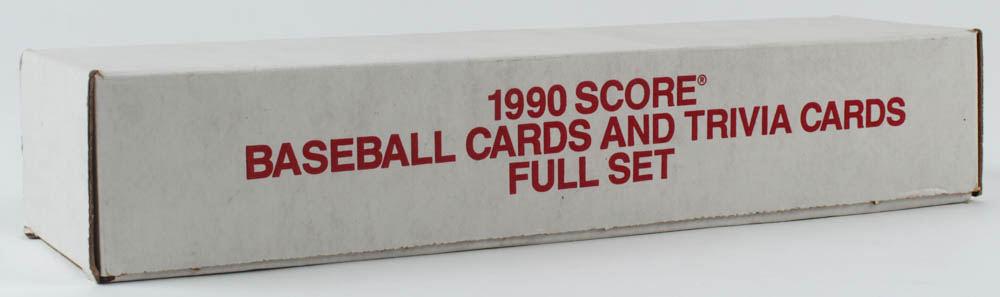 1990 SCORE®
BASEBALL CARDS AND TRIVIA CARDS
FULL SET